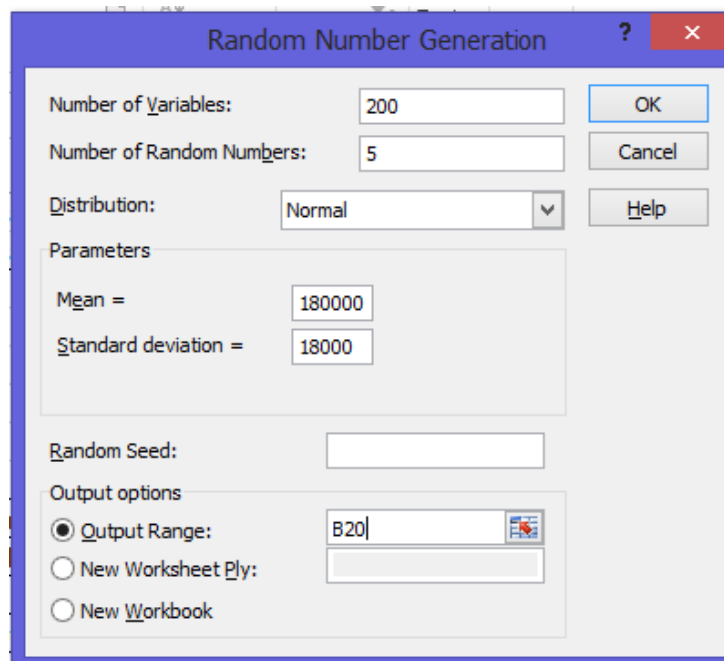 Random Number Generation ? ×
Number of Variables: 200 OK
Number of Random Numbers: 5 Cancel
Distribution: Normal Help
Parameters
Mean = 180000
Standard deviation = 18000
Random Seed:
Output options
Output Range: B20
New Worksheet Ply:
New Workbook